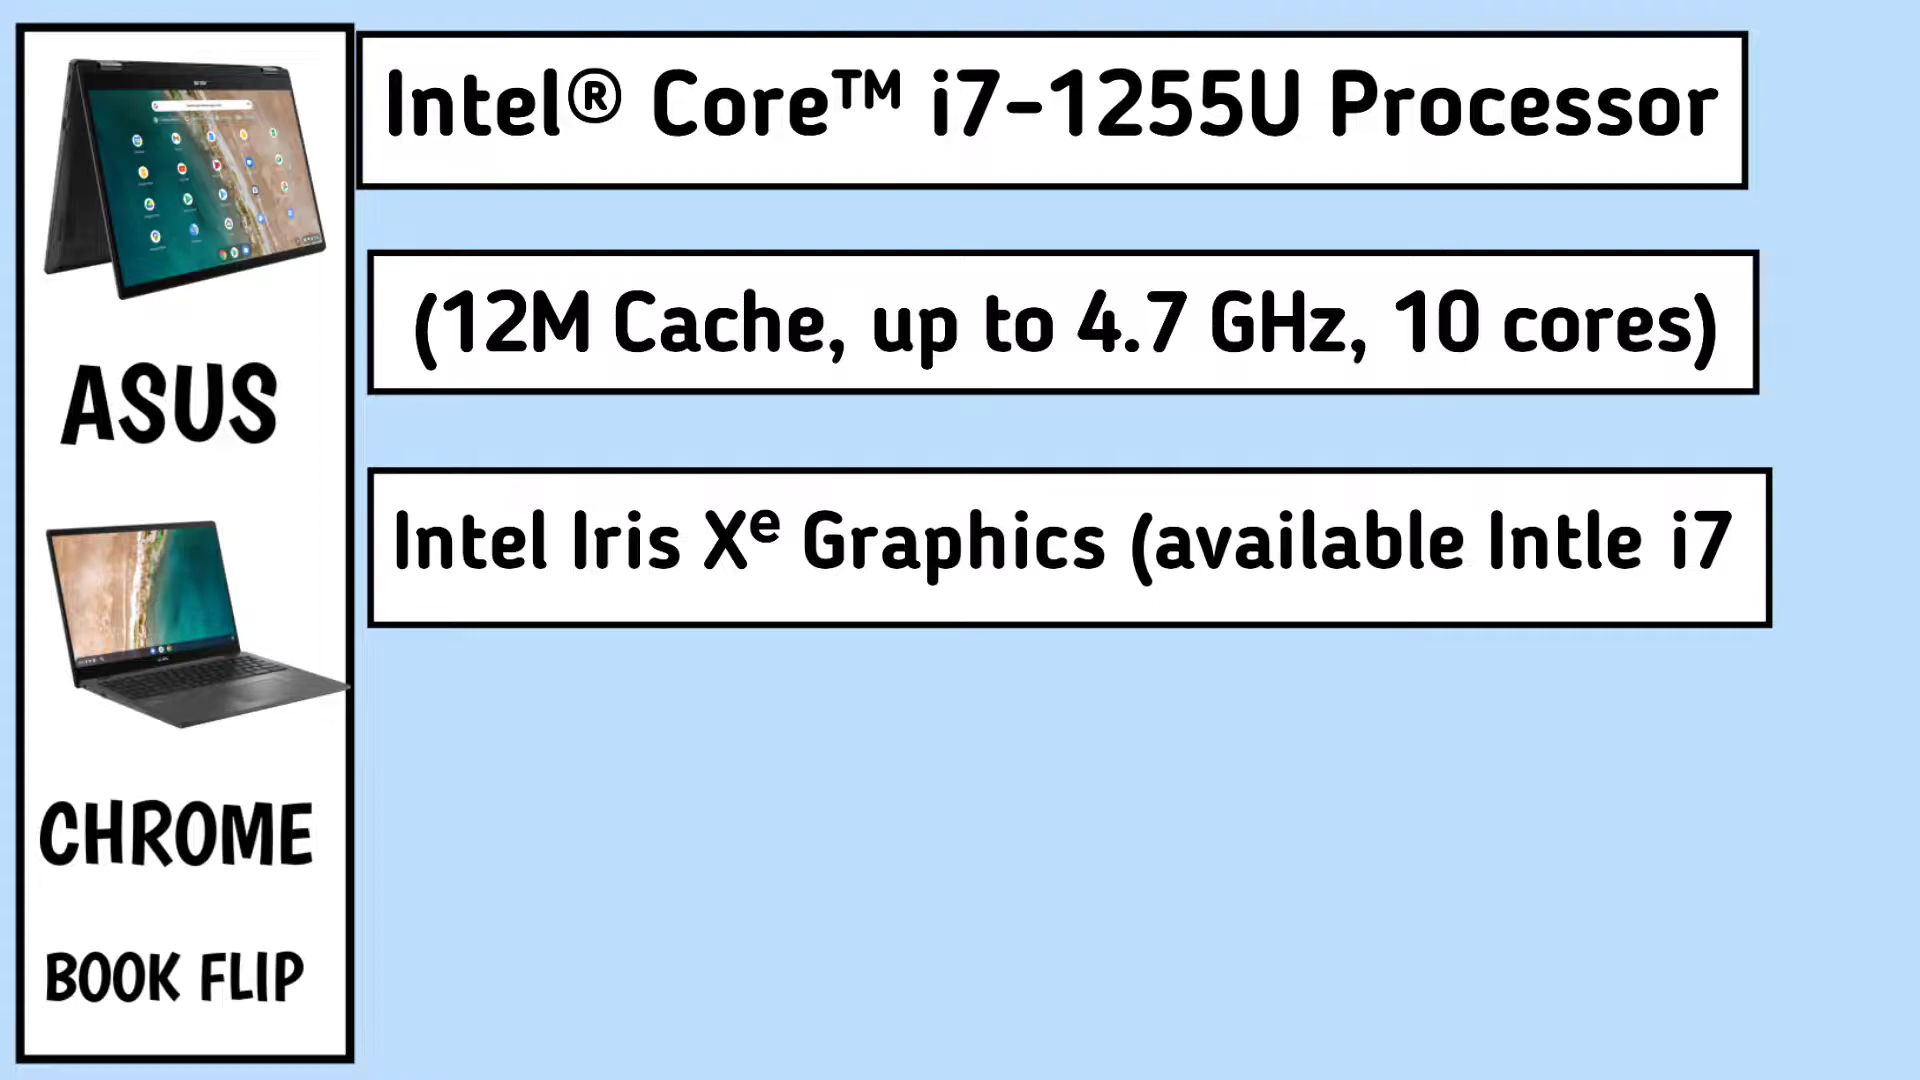 ASUS
CHROME
BOOK FLIP
Intel® Core™ i7-1255U Processor
(12M Cache, up to 4.7 GHz, 10 cores)
Intel Iris Xᵉ Graphics (available Intle i7